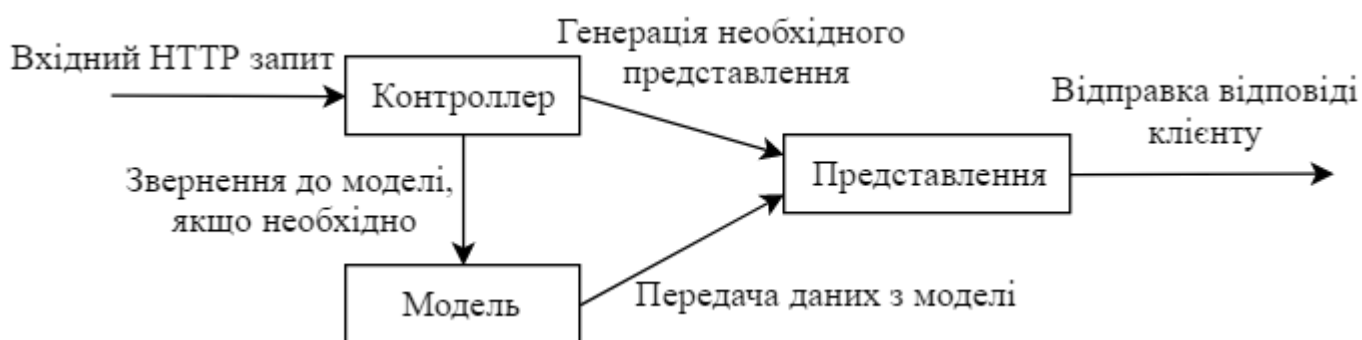 Вхідний HTTP запит
Контроллер
Генерація необхідного
представлення
Відправка відповіді
клієнту
Представлення
Звернення до моделі,
якщо необхідно
Модель
Передача даних з моделі